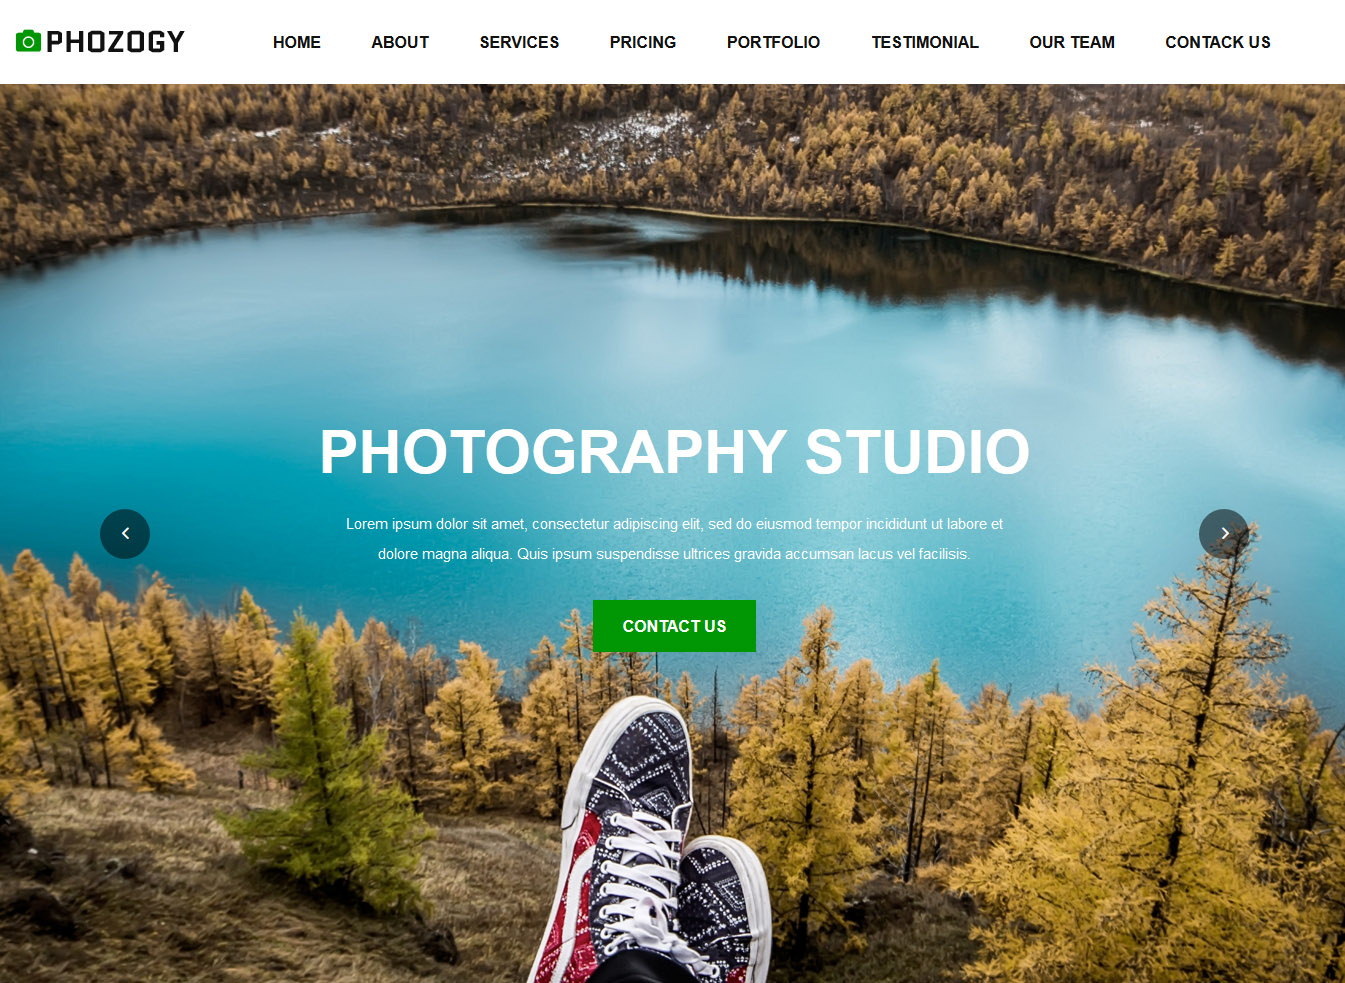 PHOZOGY
HOME ABOUT SERVICES PRICING PORTFOLIO TESTIMONIAL OUR TEAM CONTACK US
PHOTOGRAPHY STUDIO
Lorem ipsum dolor sit amet, consectetur adipiscing elit, sed do eiusmod tempor incididunt ut labore et
dolore magna aliqua. Quis ipsum suspendisse ultrices gravida accumsan lacus vel facilisis.
CONTACT US